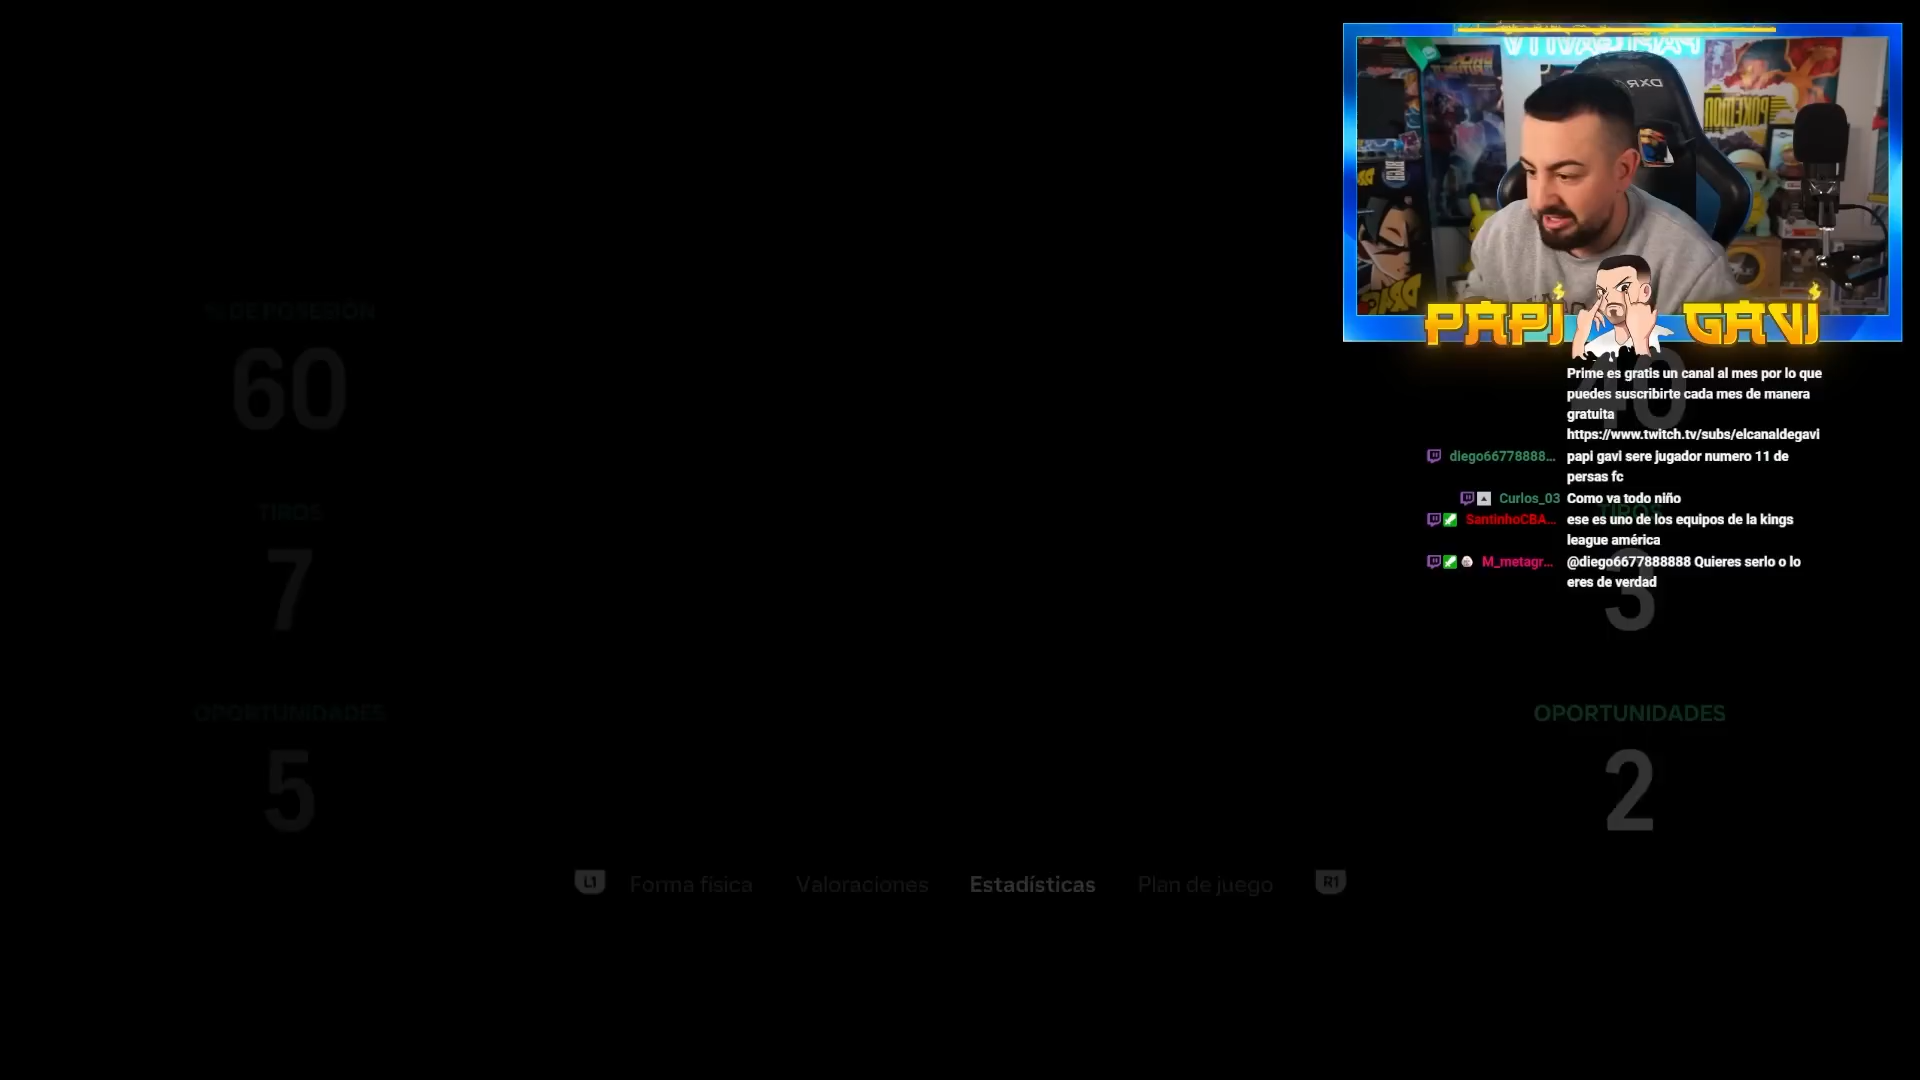 % DE POSESIÓN
60
TIROS
7
OPORTUNIDADES
5
PAPI GAVI
40
Prime es gratis un canal al mes por lo que
puedes suscribirte cada mes de manera
gratuita
https://www.twitch.tv/subs/elcanaldegavi
diego66778888... papi gavi sere jugador numero 11 de
persas fc
Curlos_03 Como va todo niño
TIROS
SantinhoCBA... ese es uno de los equipos de la kings
league américa
M_metagr... @diego6677888888 Quieres serlo o lo
eres de verdad
3
OPORTUNIDADES
2
L1 Forma física Valoraciones Estadísticas Plan de juego R1